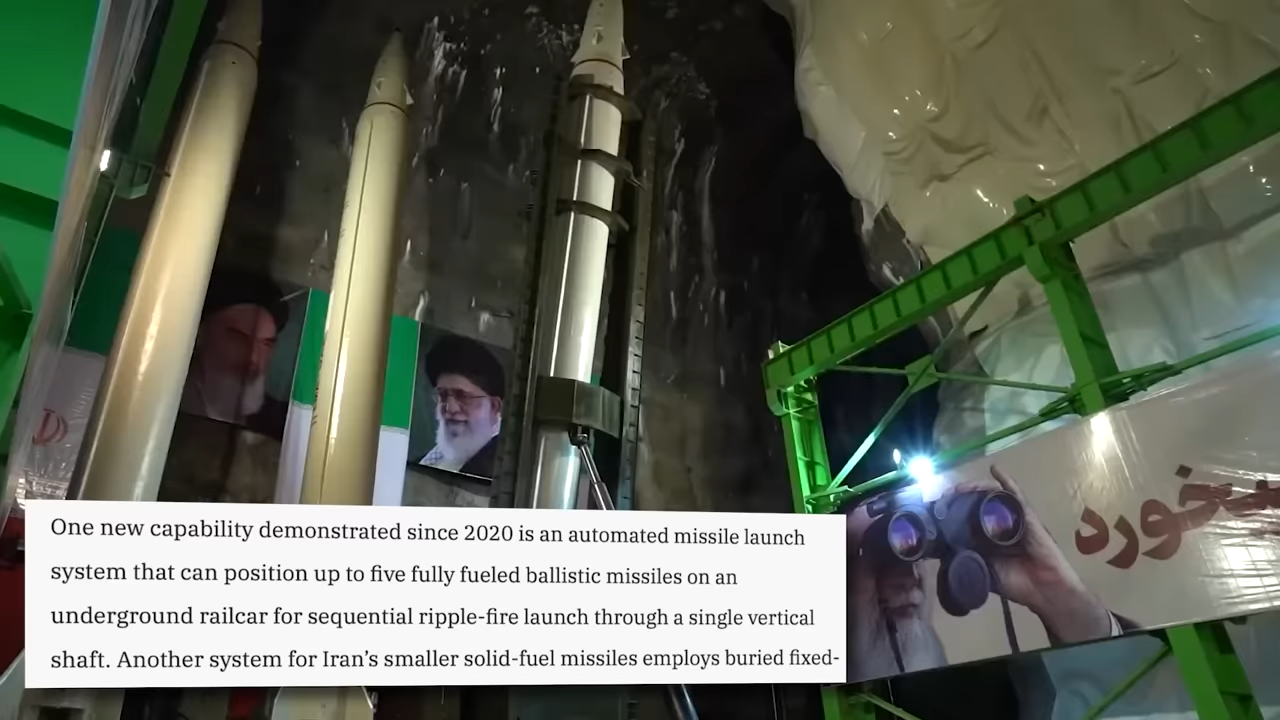 One new capability demonstrated since 2020 is an automated missile launch
system that can position up to five fully fueled ballistic missiles on an
underground railcar for sequential ripple-fire launch through a single vertical
shaft. Another system for Iran’s smaller solid-fuel missiles employs buried fixed-